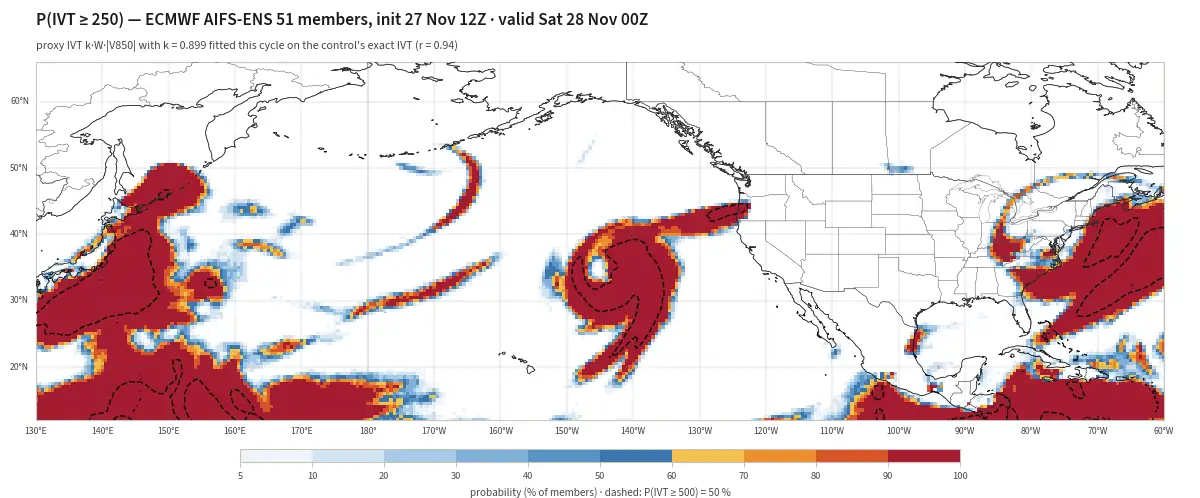 P(IVT ≥ 250) — ECMWF AIFS-ENS 51 members, init 27 Nov 12Z · valid Sat 28 Nov 00Z
proxy IVT k·W·|V850| with k = 0.899 fitted this cycle on the control's exact IVT (r = 0.94)
60°N
50°N
40°N
30°N
20°N
130°E 140°E 150°E 160°E 170°E 180° 170°W 160°W 150°W 140°W 130°W 120°W 110°W 100°W 90°W 80°W 70°W 60°W
5 10 20 30 40 50 60 70 80 90 100
probability (% of members) · dashed: P(IVT ≥ 500) = 50 %